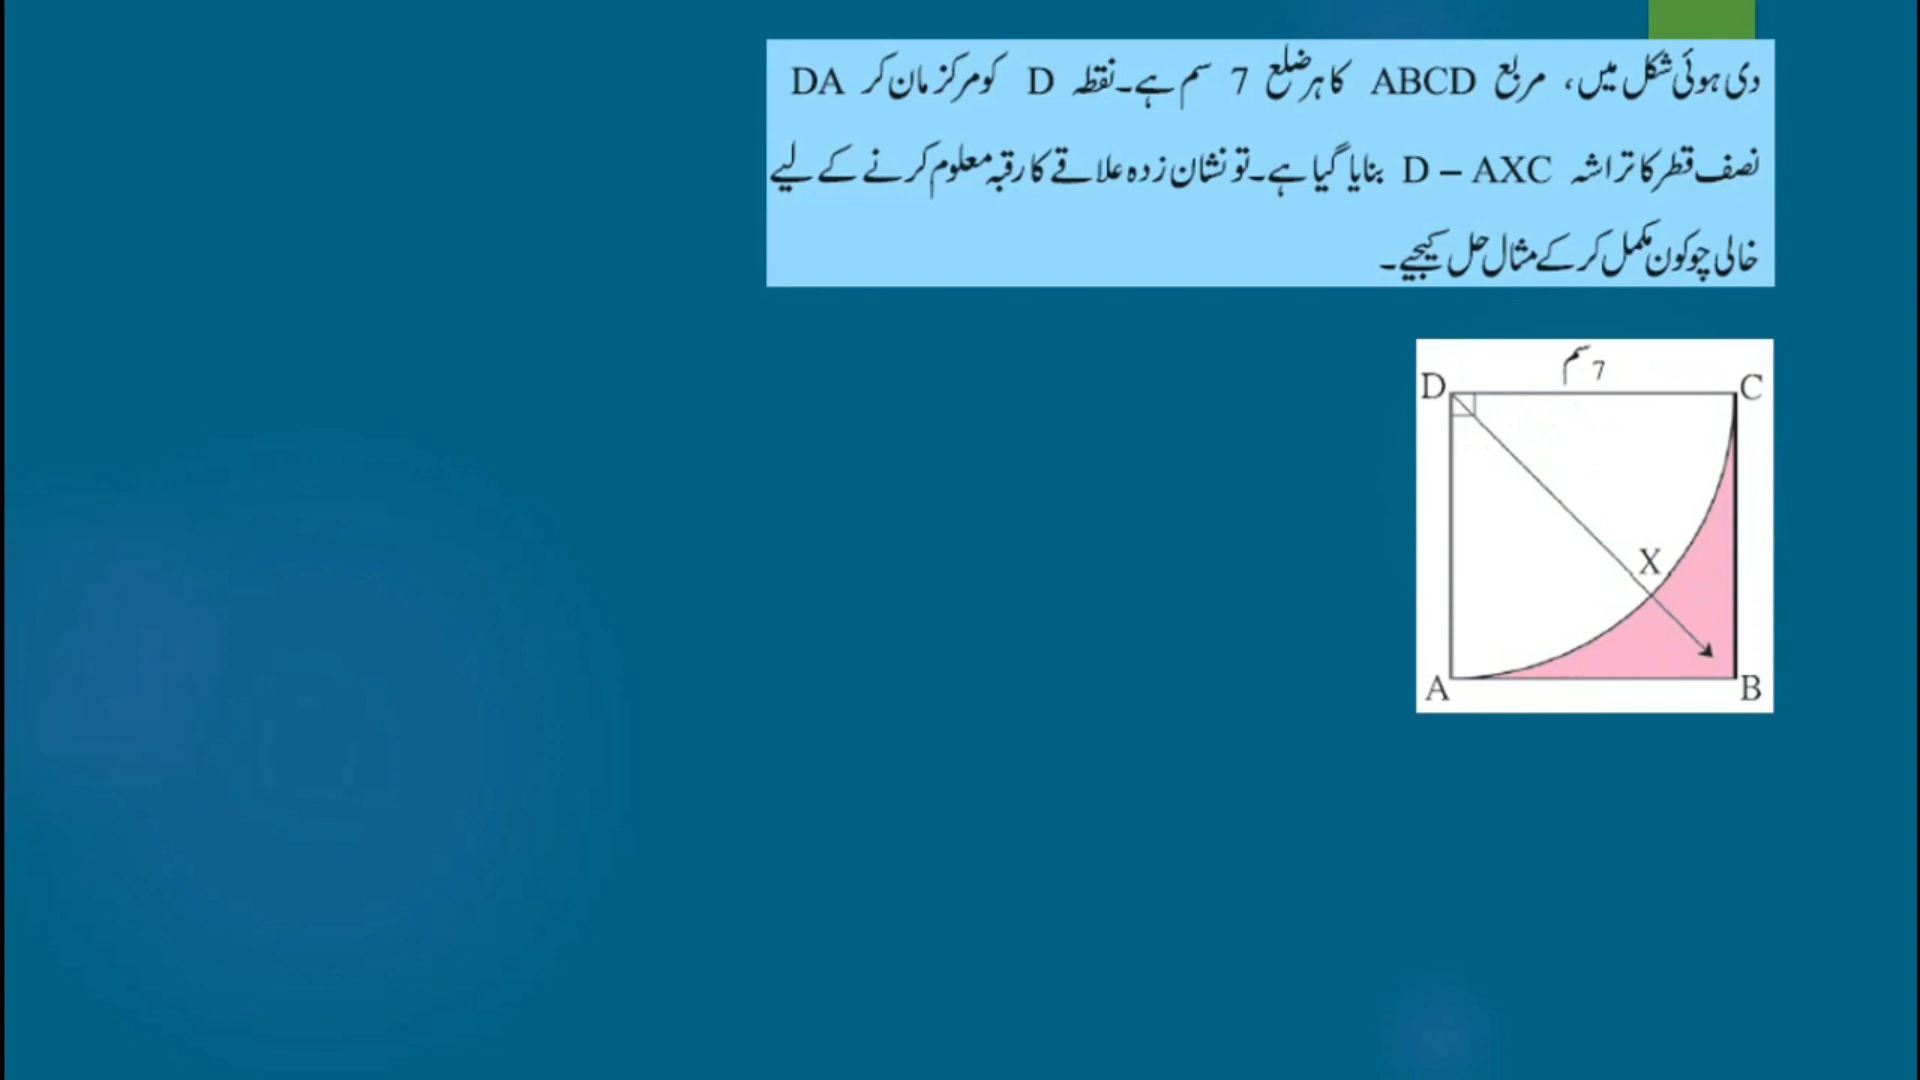 دی ہوئی شکل میں، مربع ABCD کا ہر ضلع 7 سم ہے۔ نقطہ D کو مرکز مان کر DA
نصف قطر کا تراشہ D – AXC بنایا گیا ہے۔ تو نشان زدہ علاقے کا رقبہ معلوم کرنے کے لیے
خالی چوکون مکمل کر کے مثال حل کیجیے۔
7 سم
D
C
X
A
B